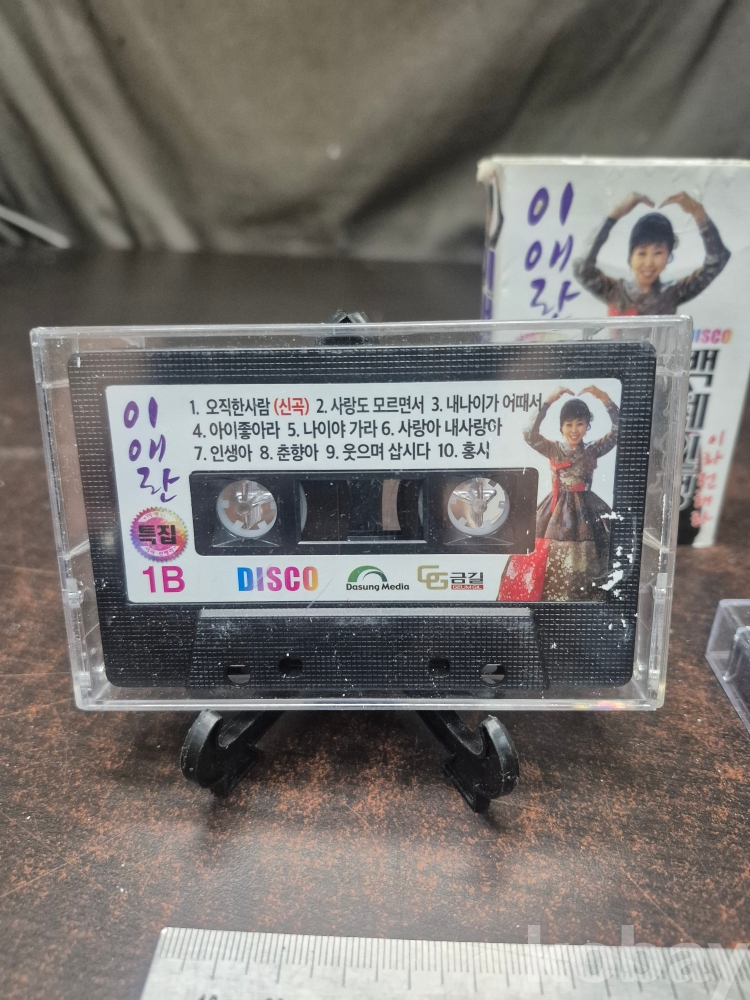 이애란
DISCO
이애란
1. 오직한사람 (신곡) 2. 사랑도 모르면서 3. 내나이가 어때서
4. 아이좋아라 5. 나이야 가라 6. 사랑아 내사랑아
7. 인생아 8. 춘향아 9. 웃으며 삽시다 10. 홍시
특집
1B
DISCO
Dasung Media
GG 금길
GEUM GIL
kobay